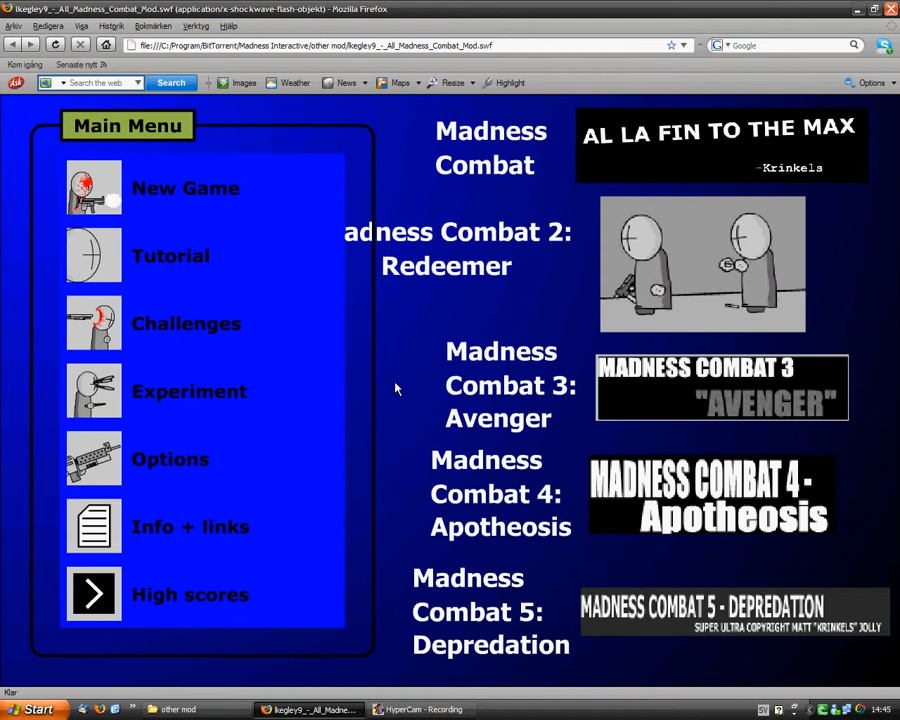 lkegley9_-_All_Madness_Combat_Mod.swf (application/x-shockwave-flash-objekt) - Mozilla Firefox
Arkiv Redigera Visa Historik Bokmärken Verktyg Hjälp
file:///C:/Program/BitTorrent/Madness Interactive/other mod/lkegley9_-_All_Madness_Combat_Mod.swf
Google
Kom igång Senaste nytt
Ask Search the web Search Images Weather News Maps Resize Highlight Options
Main Menu
New Game
Tutorial
Challenges
Experiment
Options
Info + links
High scores
Madness
Combat
AL LA FIN TO THE MAX
-Krinkels
adness Combat 2:
Redeemer
Madness
Combat 3:
Avenger
MADNESS COMBAT 3
"AVENGER"
Madness
Combat 4:
Apotheosis
MADNESS COMBAT 4 -
Apotheosis
Madness
Combat 5:
Depredation
MADNESS COMBAT 5 - DEPREDATION
SUPER ULTRA COPYRIGHT MATT "KRINKELS" JOLLY
Klar
Start other mod lkegley9_-_All_Madne... HyperCam - Recording SV 14:45